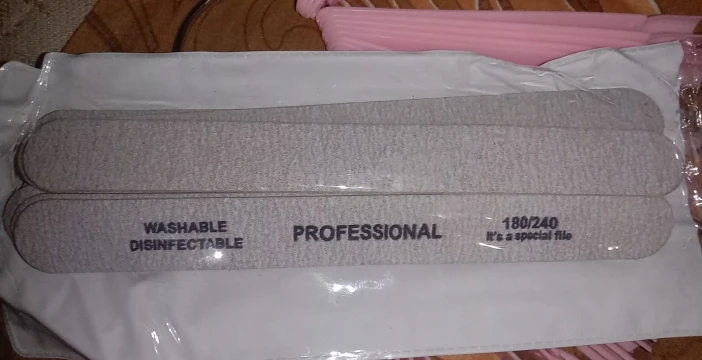 WASHABLE
DISINFECTABLE
PROFESSIONAL
180/240
It's a special file